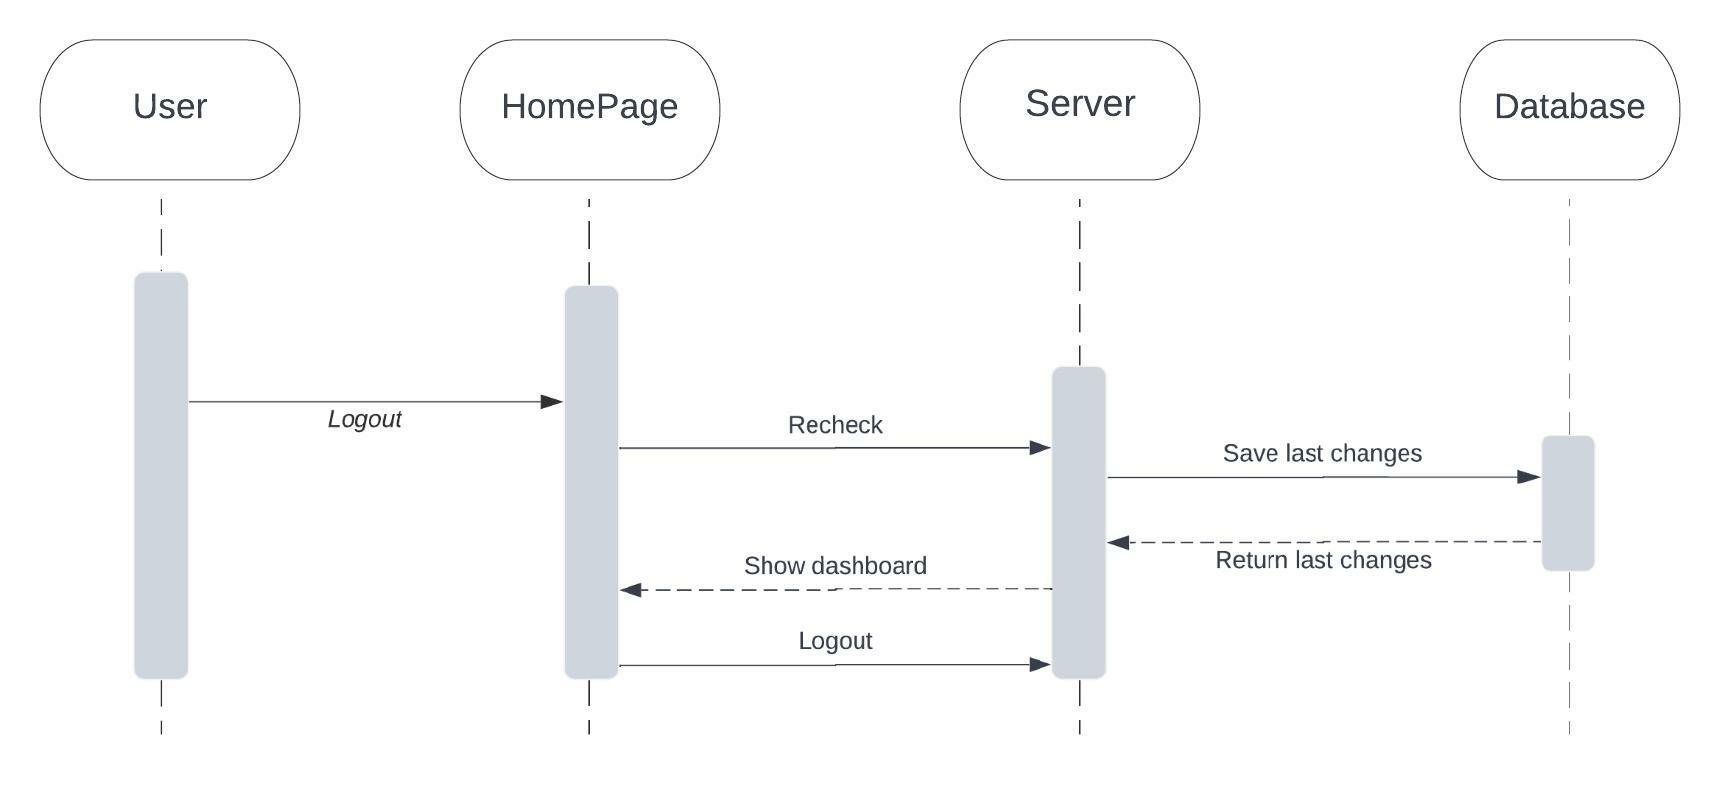 User
HomePage
Server
Database
Logout
Recheck
Save last changes
Return last changes
Show dashboard
Logout